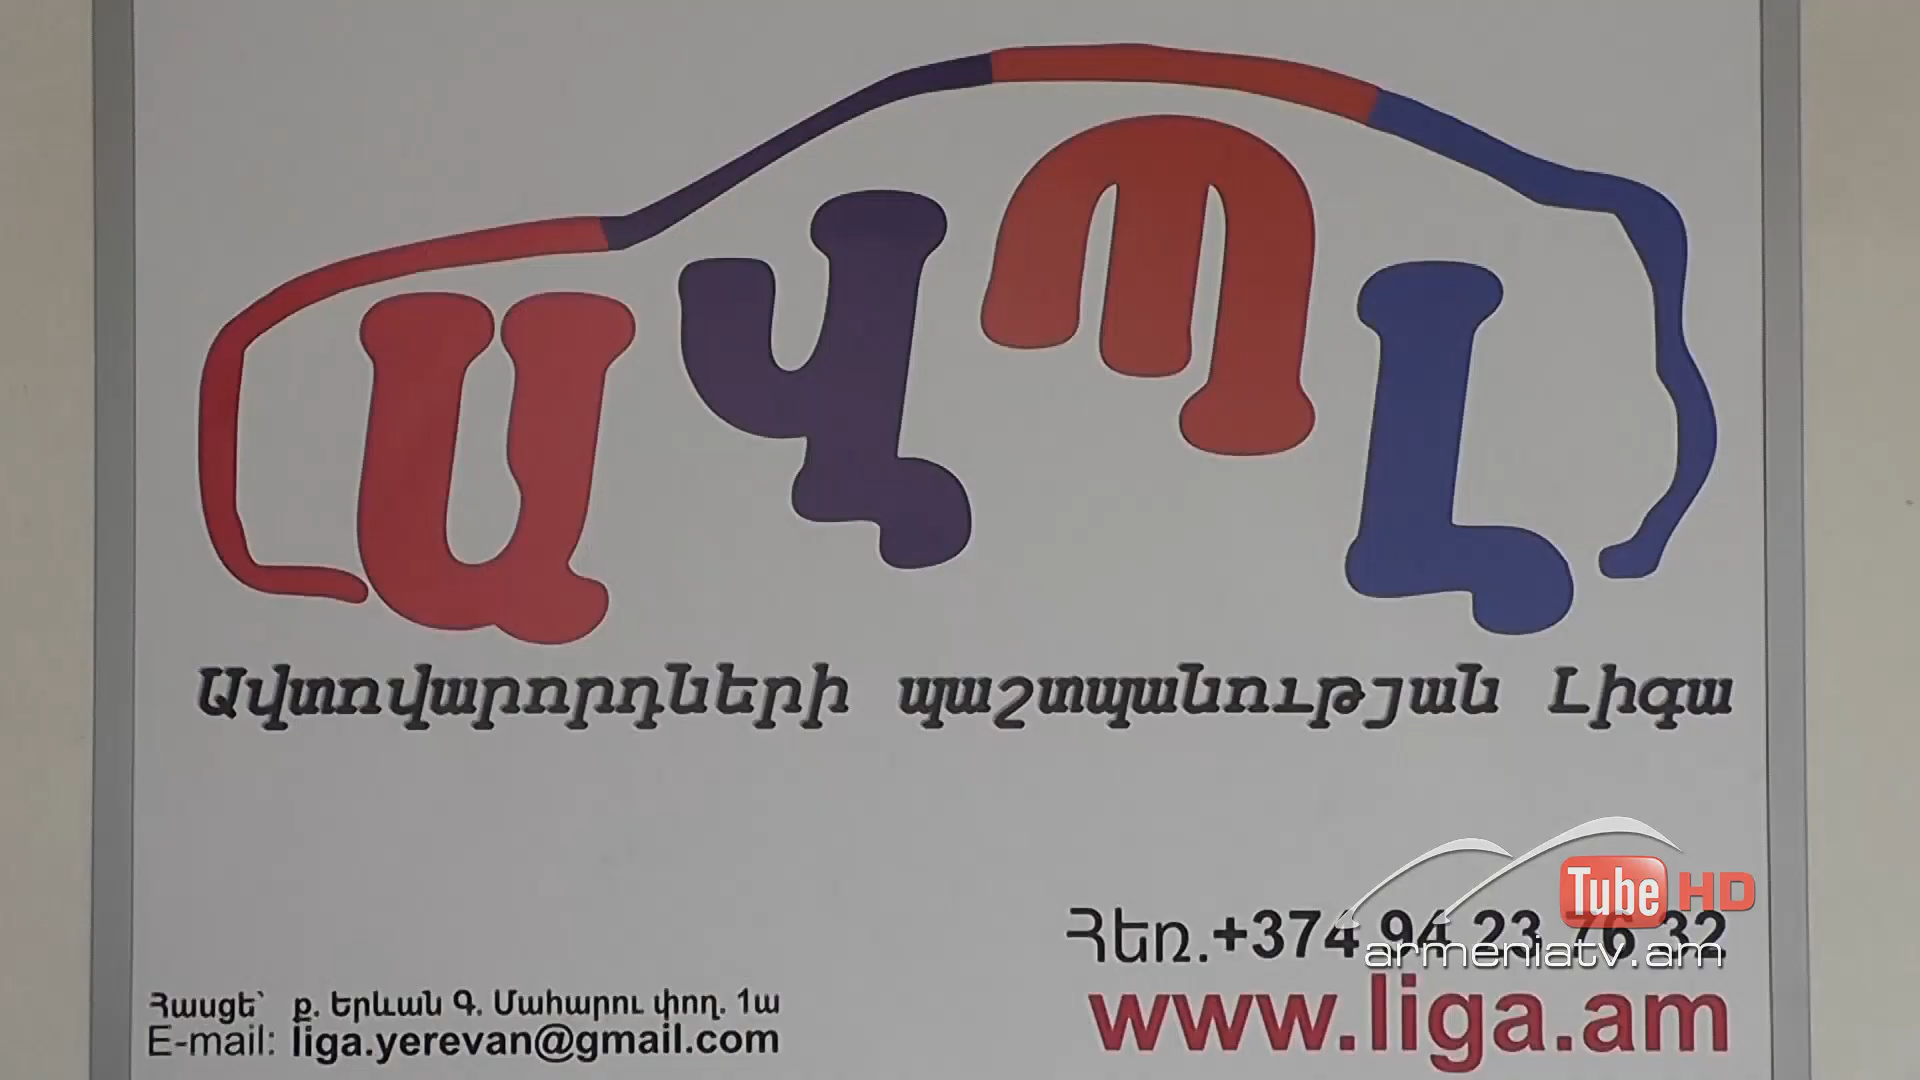 ԱՎՊԼ
Ավտովարորդների պաշտպանության Լիգա
Tube HD
Հեռ.+374 94 23 76 32
armeniatv.am
www.liga.am
Հասցե՝ ք. Երևան Գ. Մահարու փող. 1ա
E-mail: liga.yerevan@gmail.com